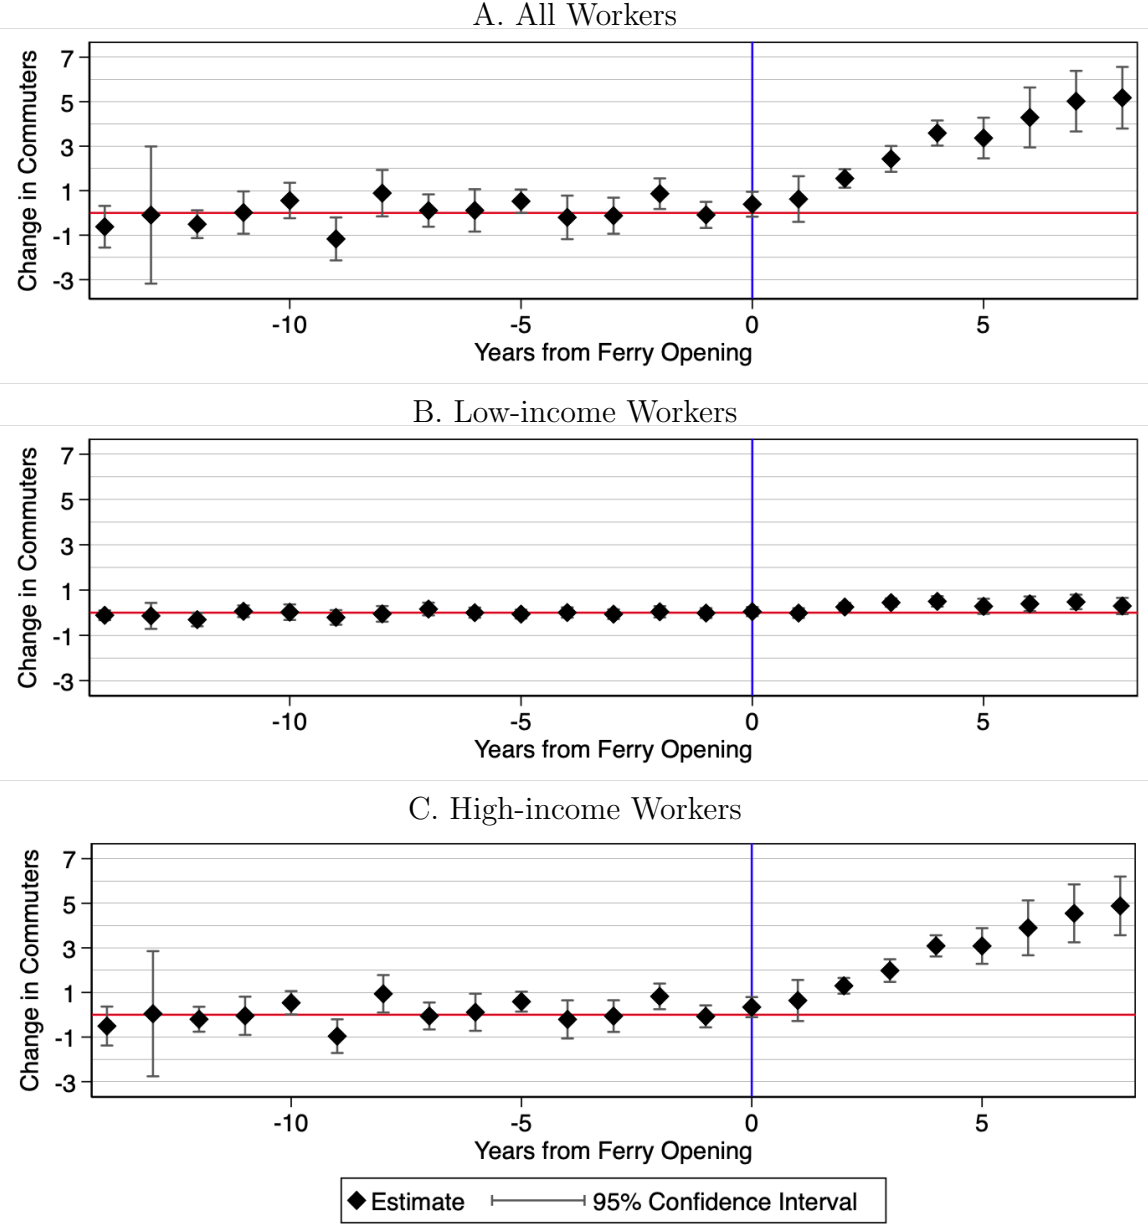 A. All Workers
Change in Commuters
7
5
3
1
-1
-3
-10 -5 0 5
Years from Ferry Opening
B. Low-income Workers
Change in Commuters
7
5
3
1
-1
-3
-10 -5 0 5
Years from Ferry Opening
C. High-income Workers
Change in Commuters
7
5
3
1
-1
-3
-10 -5 0 5
Years from Ferry Opening
Estimate 95% Confidence Interval